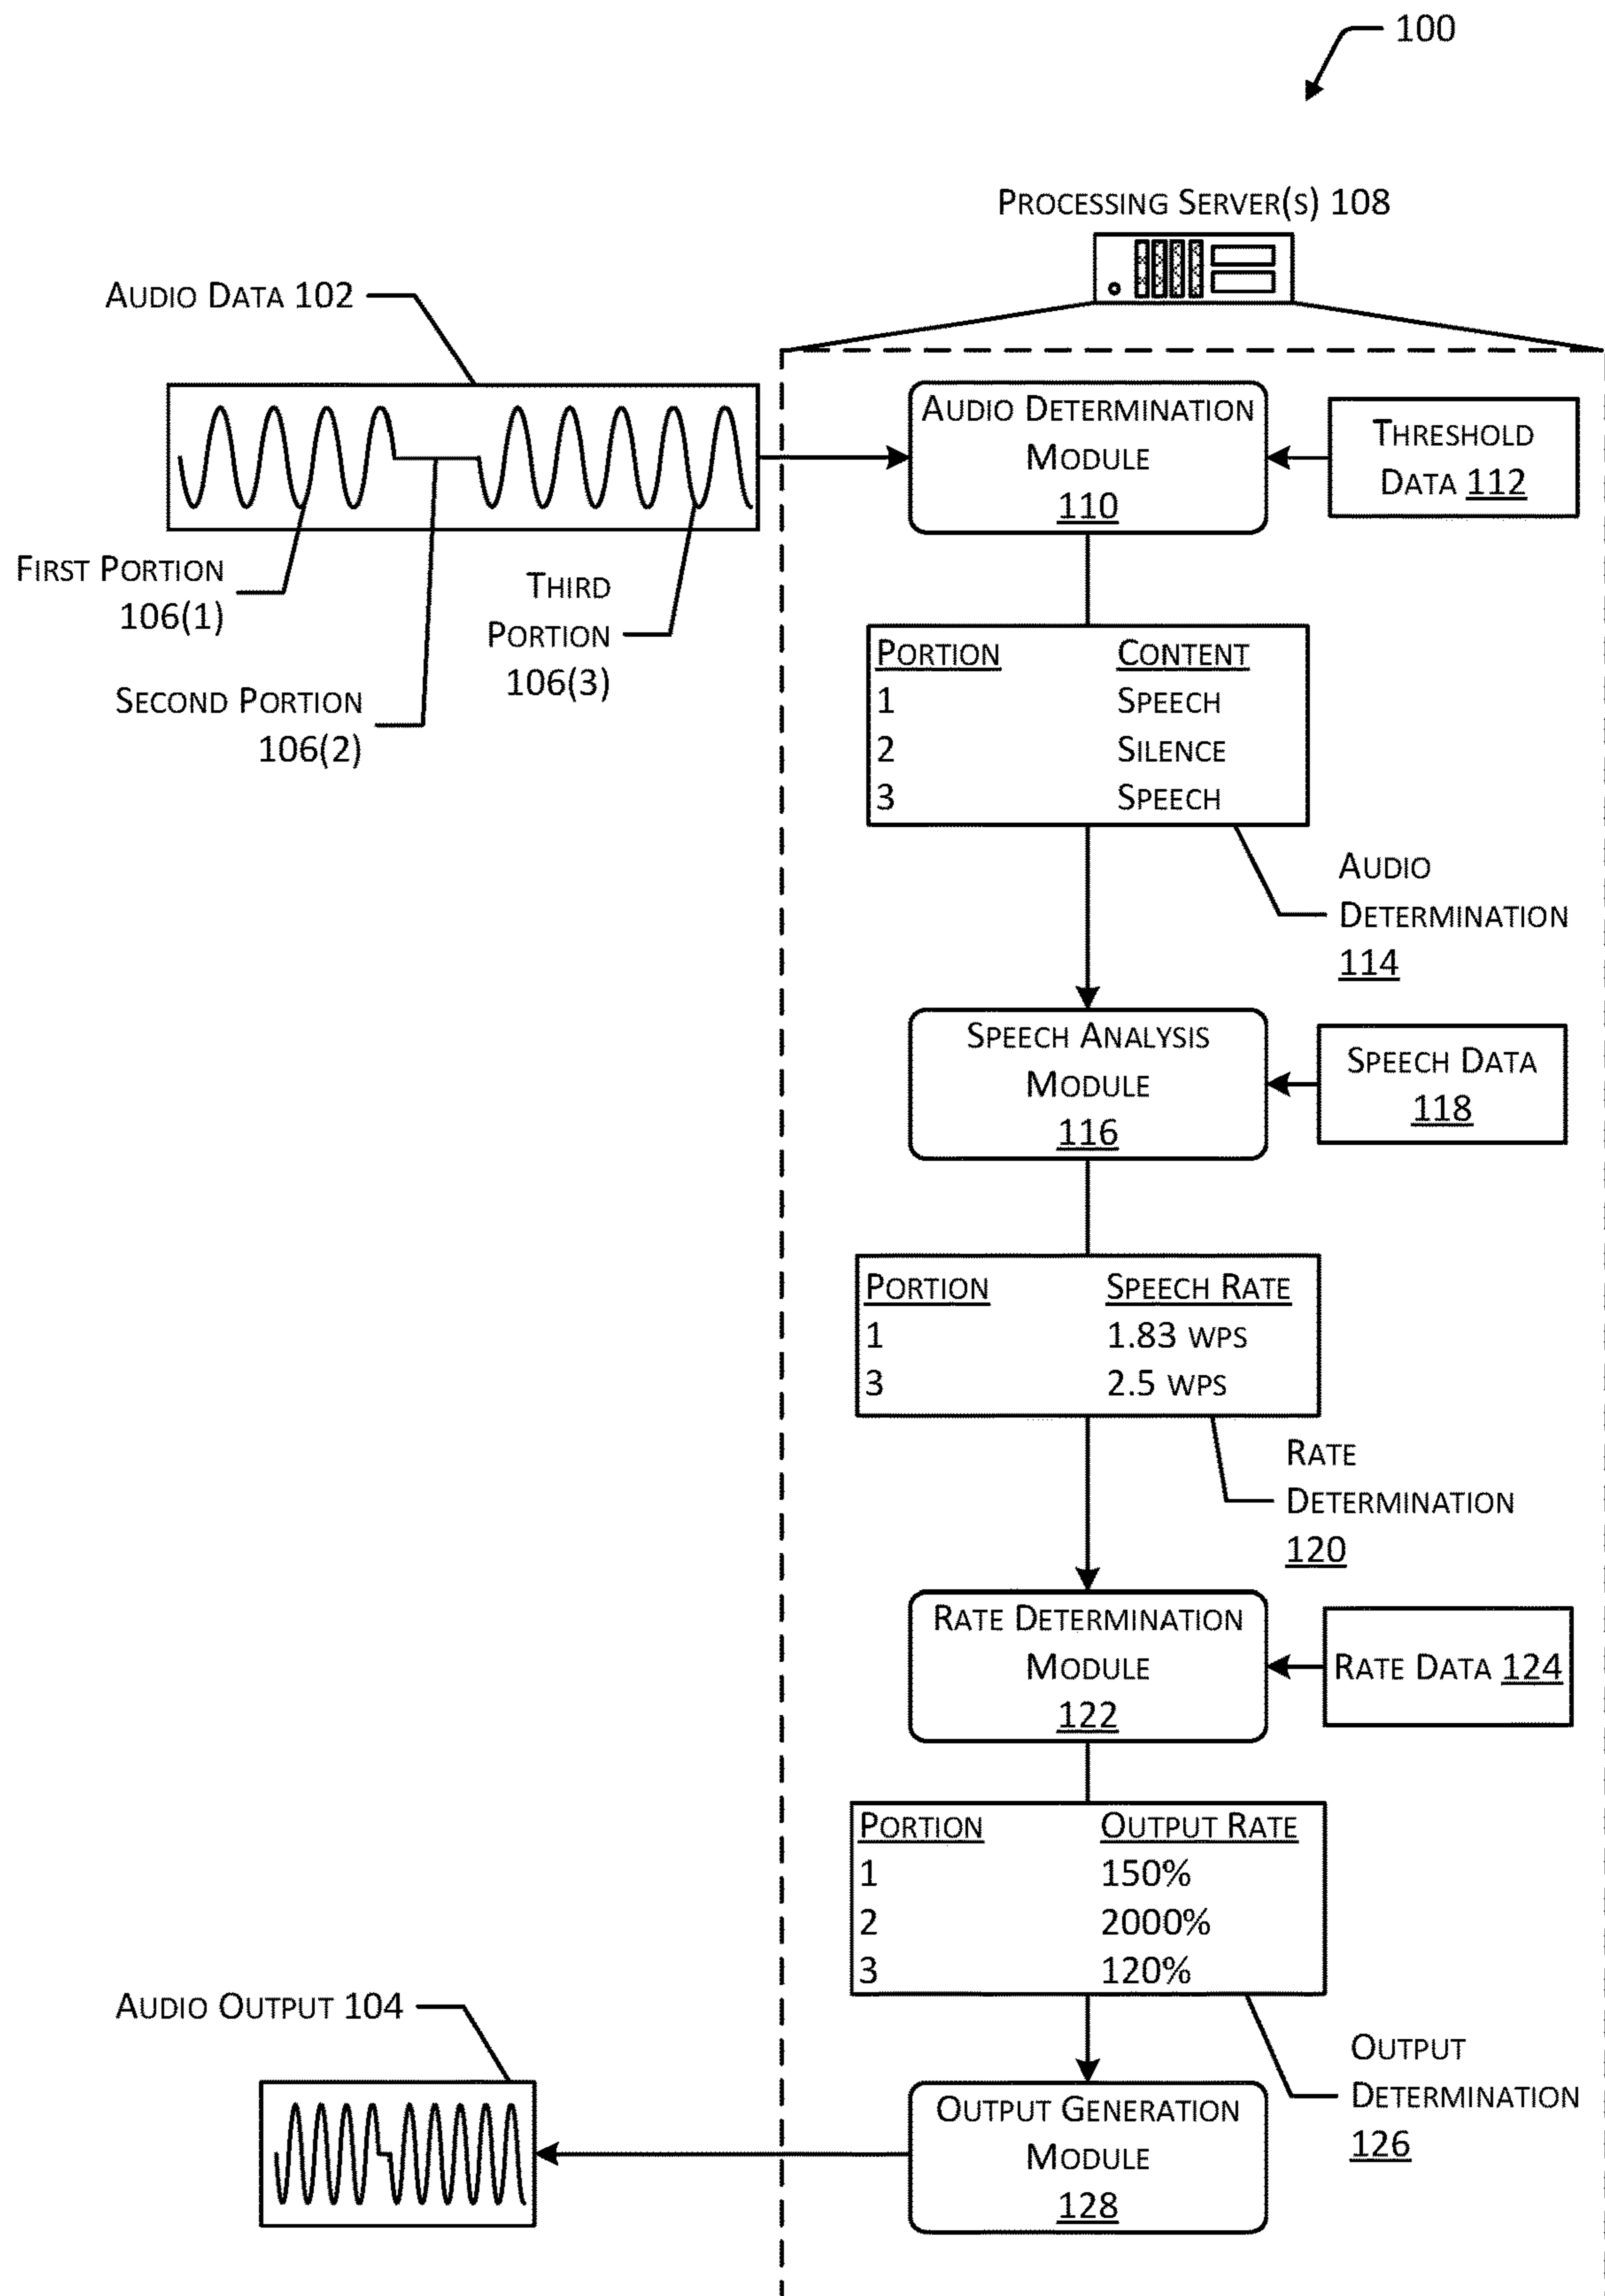 100
Processing Server(s) 108
Audio Data 102
Audio Determination
Module
110
Threshold
Data 112
First Portion
106(1)
Third
Portion
106(3)
Second Portion
106(2)
Portion Content
1 Speech
2 Silence
3 Speech
Audio
Determination
114
Speech Analysis
Module
116
Speech Data
118
Portion Speech Rate
1 1.83 wps
3 2.5 wps
Rate
Determination
120
Rate Determination
Module
122
Rate Data 124
Portion Output Rate
1 150%
2 2000%
3 120%
Audio Output 104
Output
Determination
126
Output Generation
Module
128